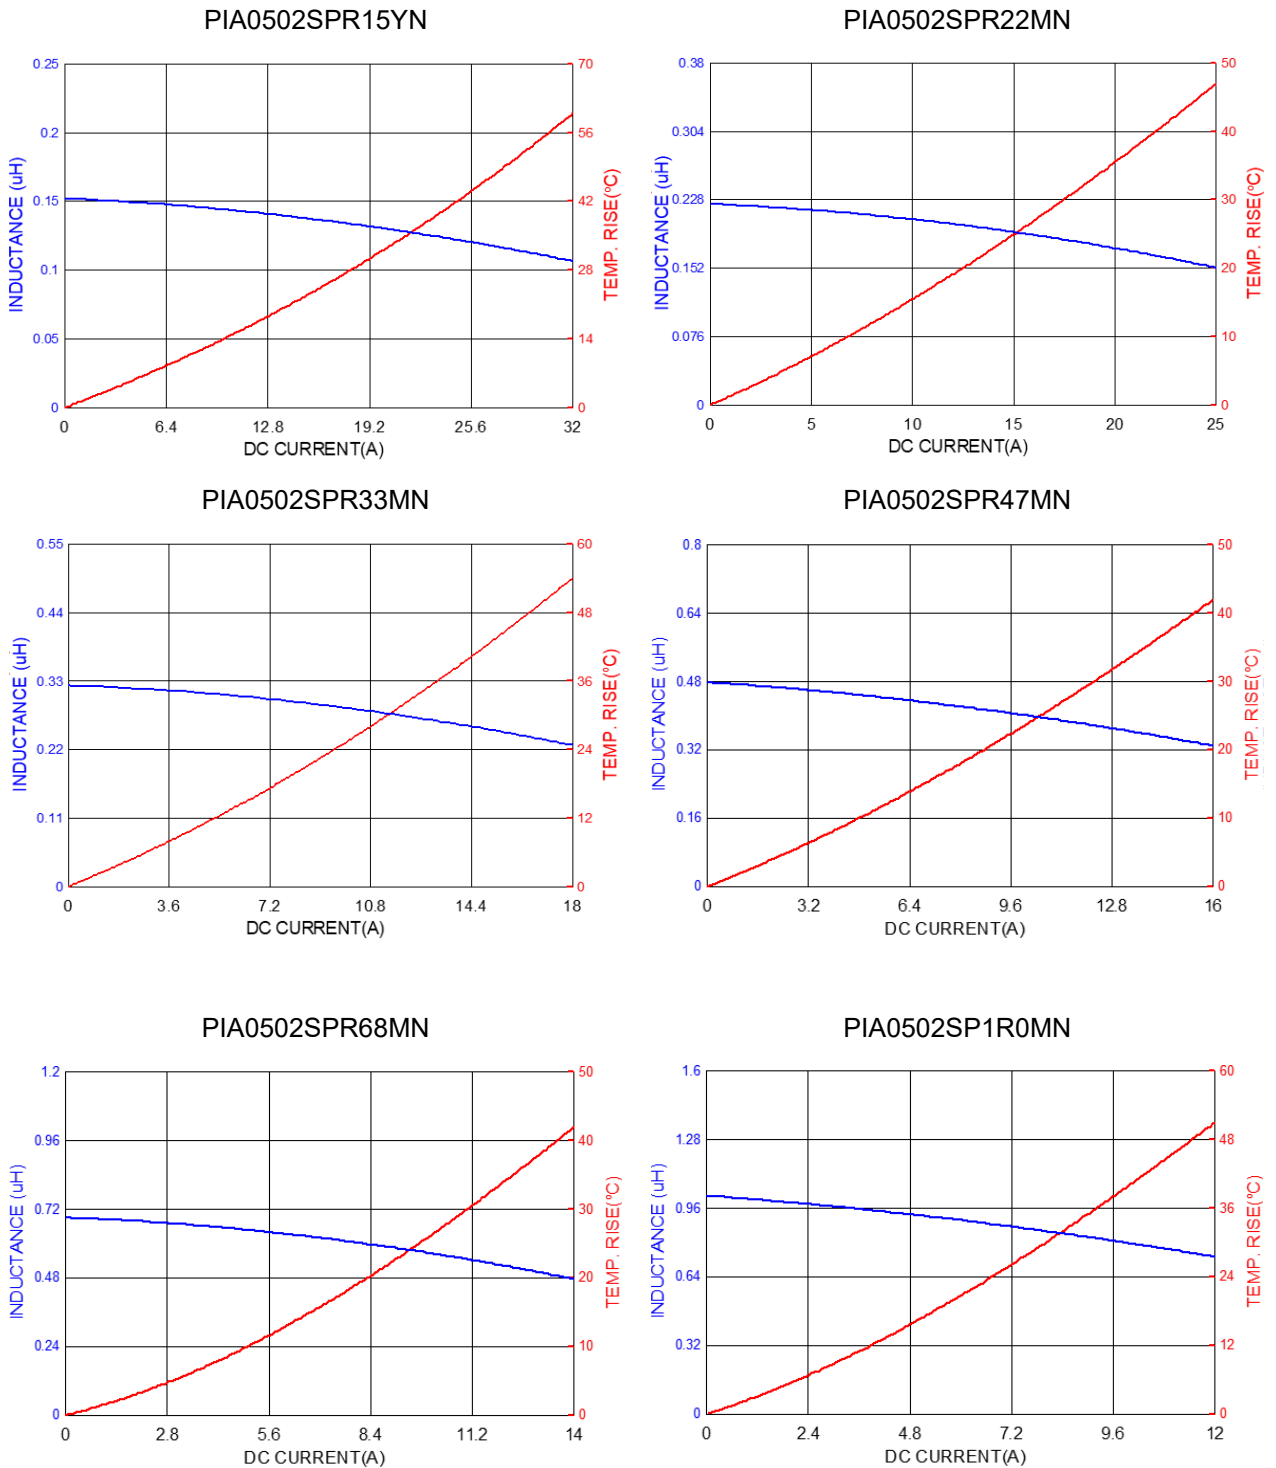 PIA0502SPR15YN
INDUCTANCE (uH)
0.25
0.2
0.15
0.1
0.05
0
70
56
42
28
14
0
TEMP. RISE(℃)
0 6.4 12.8 19.2 25.6 32
DC CURRENT(A)
PIA0502SPR22MN
INDUCTANCE (uH)
0.38
0.304
0.228
0.152
0.076
0
50
40
30
20
10
0
TEMP. RISE(℃)
0 5 10 15 20 25
DC CURRENT(A)
PIA0502SPR33MN
INDUCTANCE (uH)
0.55
0.44
0.33
0.22
0.11
0
60
48
36
24
12
0
TEMP. RISE(℃)
0 3.6 7.2 10.8 14.4 18
DC CURRENT(A)
PIA0502SPR47MN
INDUCTANCE (uH)
0.8
0.64
0.48
0.32
0.16
0
50
40
30
20
10
0
TEMP. RISE(℃)
0 3.2 6.4 9.6 12.8 16
DC CURRENT(A)
PIA0502SPR68MN
INDUCTANCE (uH)
1.2
0.96
0.72
0.48
0.24
0
50
40
30
20
10
0
TEMP. RISE(℃)
0 2.8 5.6 8.4 11.2 14
DC CURRENT(A)
PIA0502SP1R0MN
INDUCTANCE (uH)
1.6
1.28
0.96
0.64
0.32
0
60
48
36
24
12
0
TEMP. RISE(℃)
0 2.4 4.8 7.2 9.6 12
DC CURRENT(A)